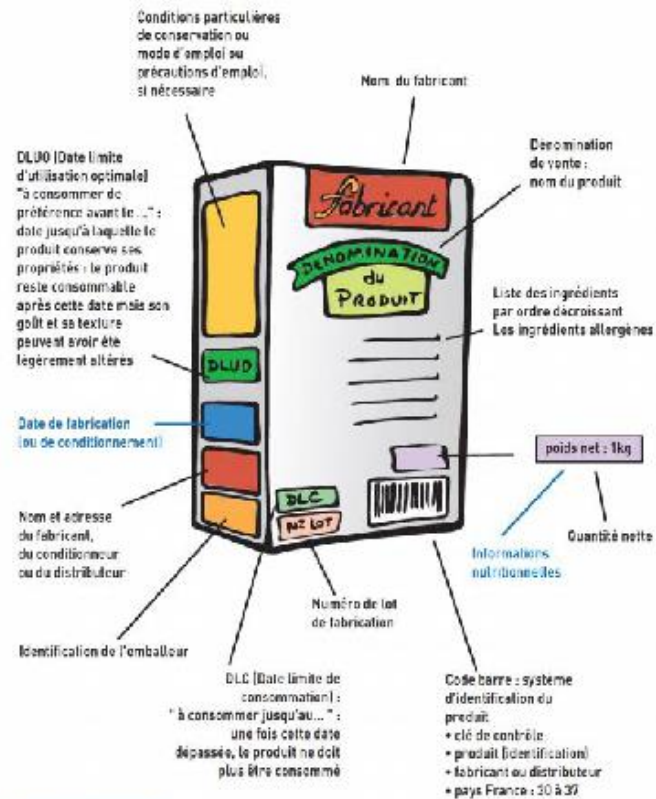 Conditions particulières
de conservation ou
mode d'emploi ou
précautions d'emploi,
si nécessaire
Nom du fabricant
Dénomination
de vente :
nom du produit
DLUO (Date limite
d'utilisation optimale)
"à consommer de
préférence avant le ..." :
date jusqu'à laquelle le
produit conserve ses
propriétés : le produit
reste consommable
après cette date mais son
goût et sa texture
peuvent avoir été
légèrement altérés
Fabricant
DENOMINATION
du
PRODUIT
Liste des ingrédients
par ordre décroissant
Les ingrédients allergènes
DLUO
Date de fabrication
(ou de conditionnement)
poids net : 1kg
Nom et adresse
du fabricant,
du conditionneur
ou du distributeur
DLC
N° LOT
Informations
nutritionnelles
Quantité nette
Numéro de lot
de fabrication
Identification de l'emballeur
DLC (Date limite de
consommation) :
" à consommer jusqu'au... " :
une fois cette date
dépassée, le produit ne doit
plus être consommé
Code barre : système
d'identification du
produit
• clé de contrôle
• produit (identification)
• fabricant ou distributeur
• pays France : 30 à 37